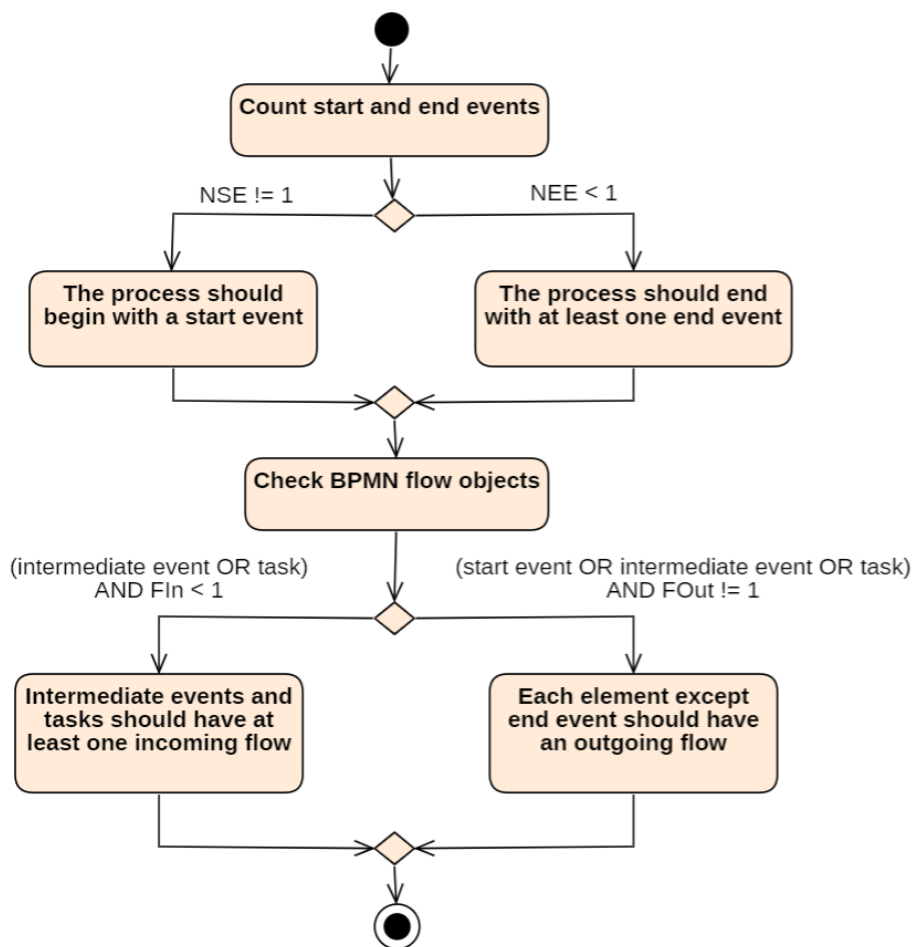 Count start and end events
NSE != 1
NEE < 1
The process should
begin with a start event
The process should end
with at least one end event
Check BPMN flow objects
(intermediate event OR task)
AND FIn < 1
(start event OR intermediate event OR task)
AND FOut != 1
Intermediate events and
tasks should have at
least one incoming flow
Each element except
end event should have
an outgoing flow